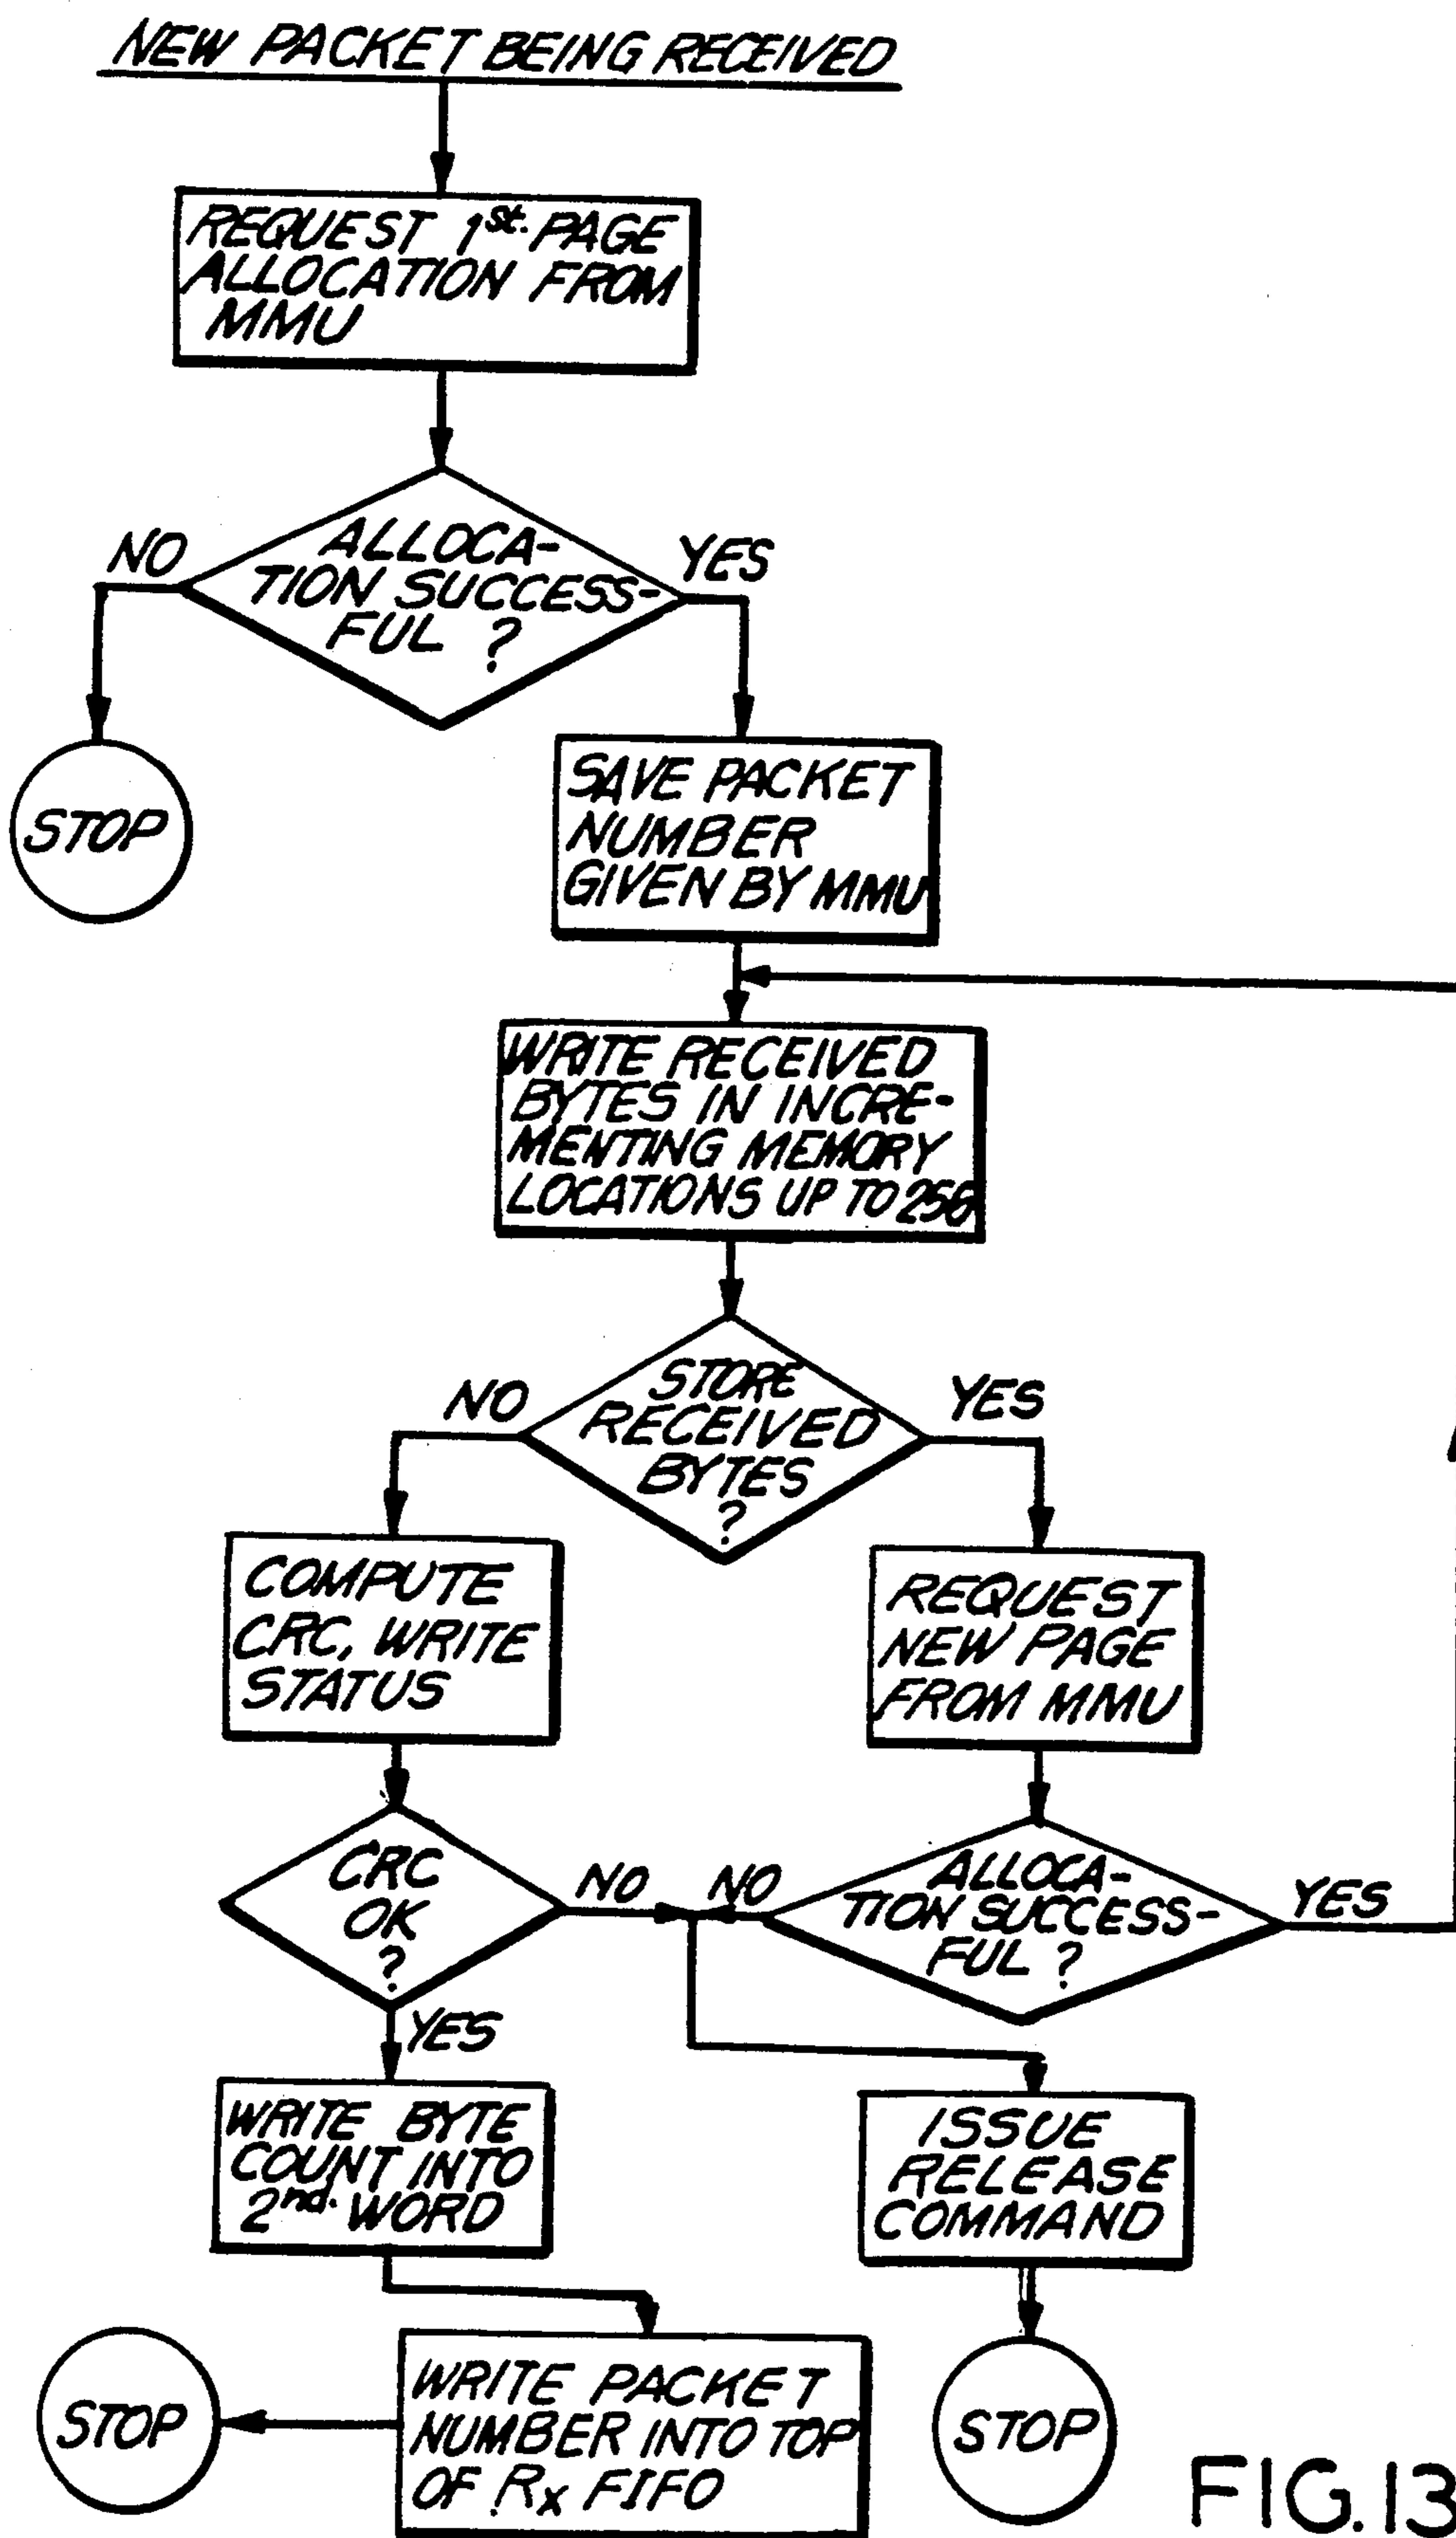 NEW PACKET BEING RECEIVED
REQUEST 1st. PAGE
ALLOCATION FROM
MMU
NO
ALLOCA-
TION SUCCESS-
FUL ?
YES
STOP
SAVE PACKET
NUMBER
GIVEN BY MMU
WRITE RECEIVED
BYTES IN INCRE-
MENTING MEMORY
LOCATIONS UP TO 256
NO
STORE
RECEIVED
BYTES
?
YES
COMPUTE
CRC, WRITE
STATUS
REQUEST
NEW PAGE
FROM MMU
CRC
OK
?
NO
NO
ALLOCA-
TION SUCCESS-
FUL ?
YES
YES
WRITE BYTE
COUNT INTO
2nd. WORD
ISSUE
RELEASE
COMMAND
STOP
WRITE PACKET
NUMBER INTO TOP
OF Rx FIFO
STOP
FIG. 13